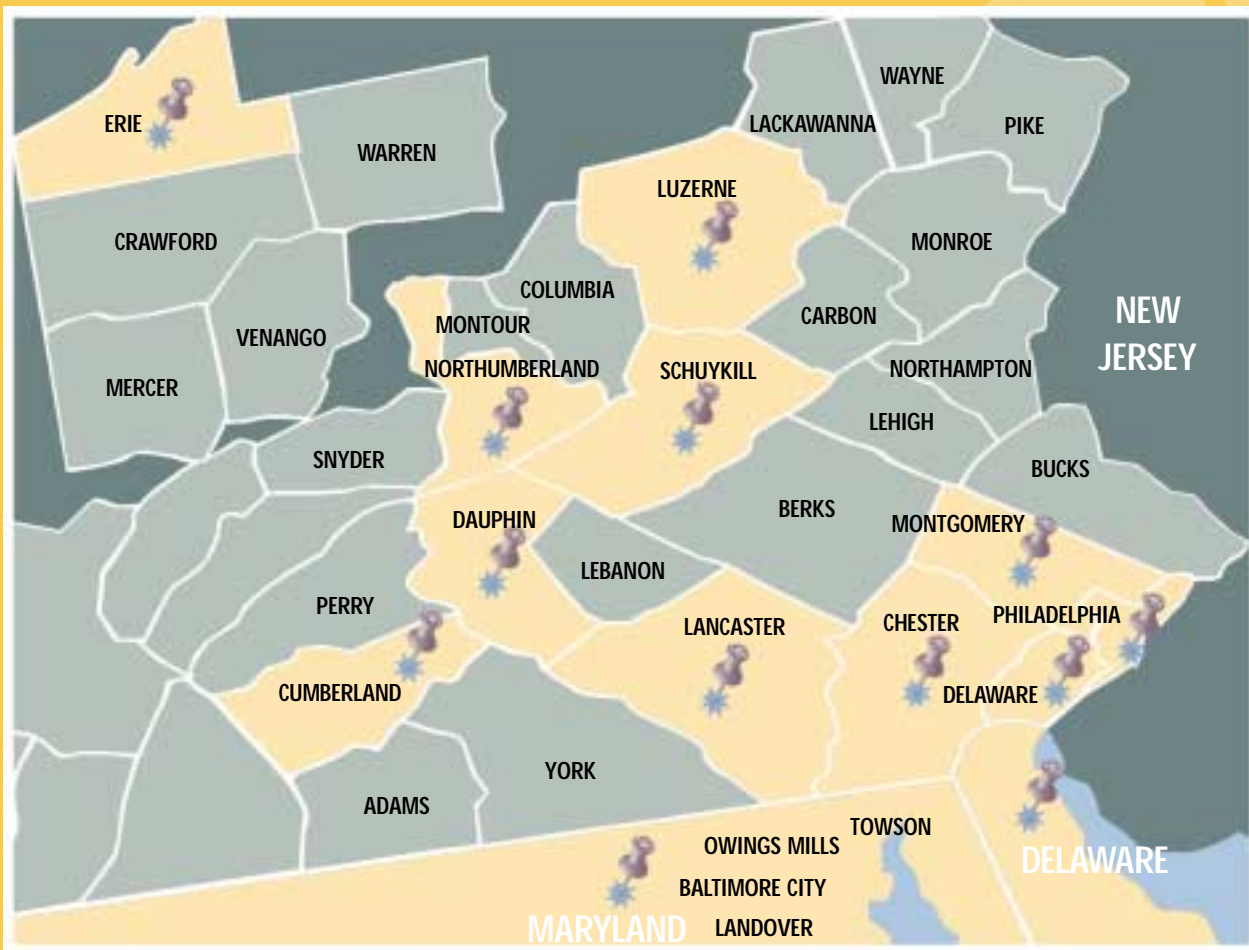 WAYNE
ERIE
LACKAWANNA
PIKE
WARREN
LUZERNE
CRAWFORD
MONROE
COLUMBIA
NEW
JERSEY
CARBON
MONTOUR
VENANGO
NORTHUMBERLAND
SCHUYKILL
NORTHAMPTON
MERCER
LEHIGH
SNYDER
BUCKS
BERKS
DAUPHIN
MONTGOMERY
LEBANON
PERRY
LANCASTER
CHESTER
PHILADELPHIA
CUMBERLAND
DELAWARE
YORK
ADAMS
TOWSON
OWINGS MILLS
DELAWARE
BALTIMORE CITY
MARYLAND
LANDOVER